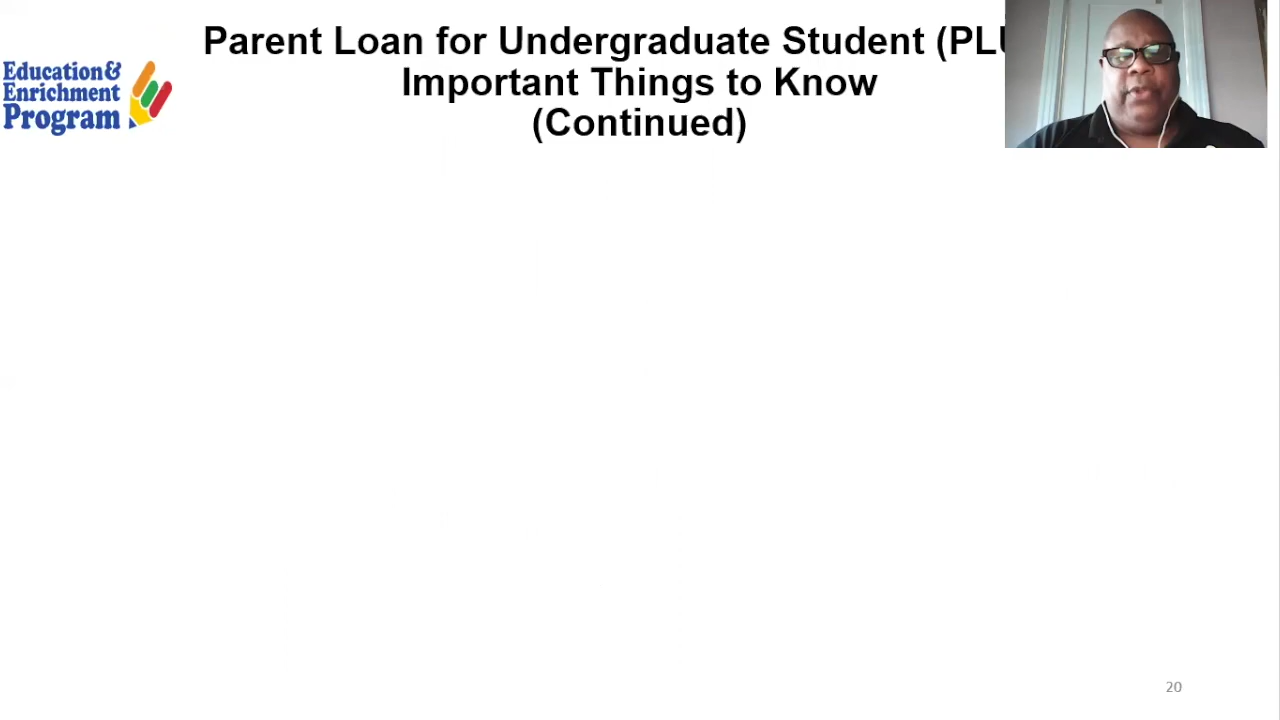 Parent Loan for Undergraduate Student (PL
Important Things to Know
(Continued)
Education&
Enrichment
Program
20